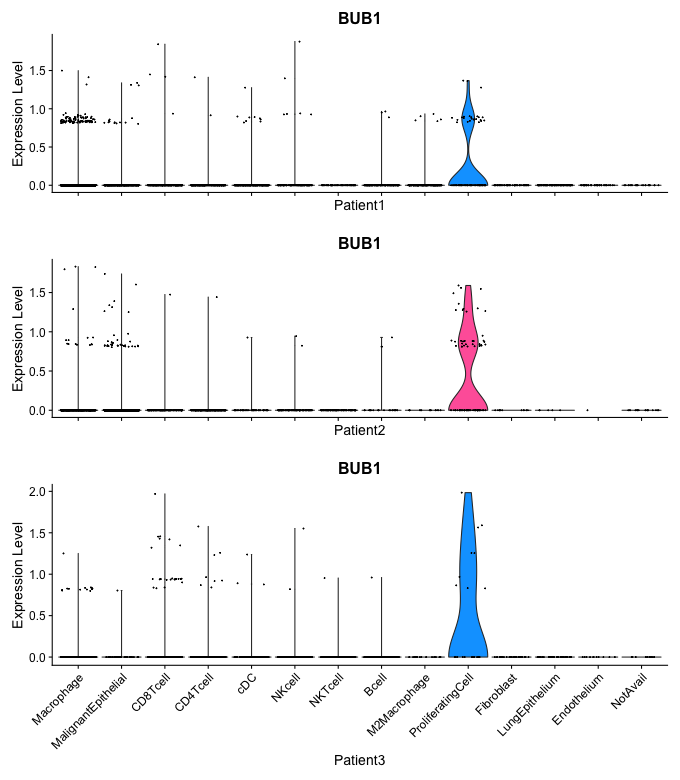 BUB1
Expression Level
1.5
1.0
0.5
0.0
Patient1
BUB1
Expression Level
1.5
1.0
0.5
0.0
Patient2
BUB1
Expression Level
2.0
1.5
1.0
0.5
0.0
Macrophage
MalignantEpithelial
CD8Tcell
CD4Tcell
cDC
NKcell
NKTcell
Bcell
M2Macrophage
ProliferatingCell
Fibroblast
LungEpithelium
Endothelium
NotAvail
Patient3